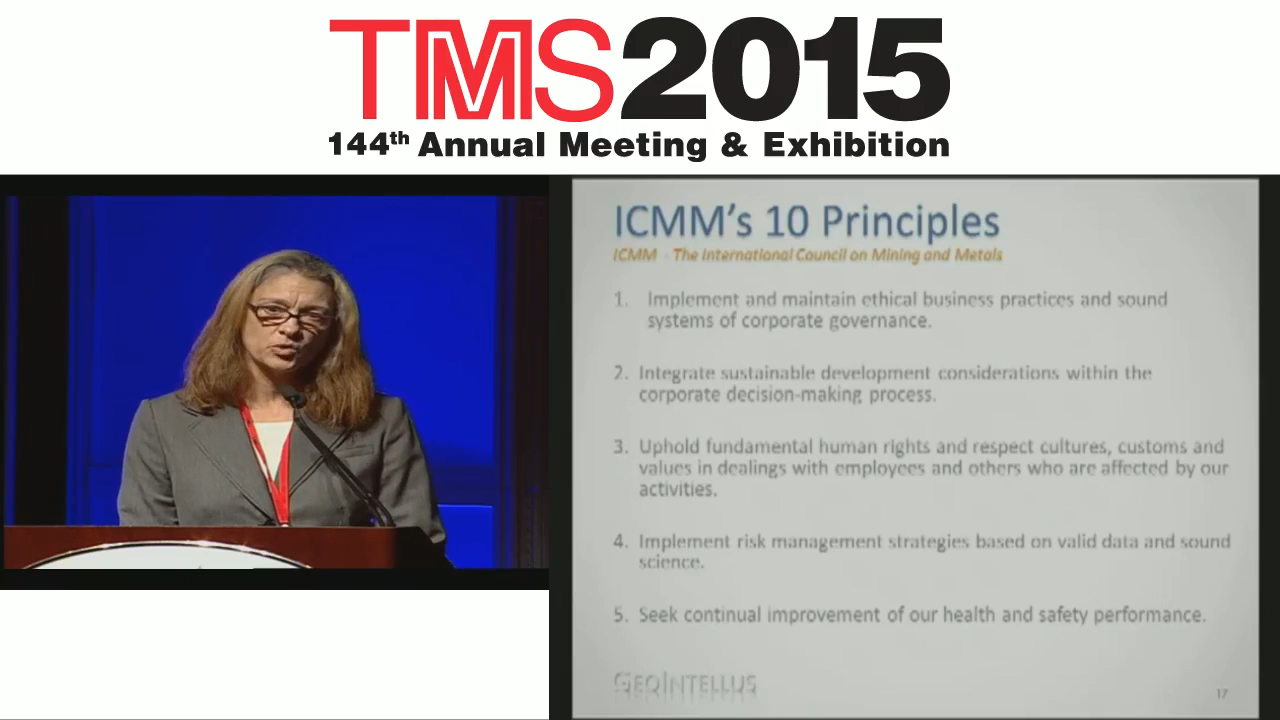 TMS2015
144th Annual Meeting & Exhibition
ICMM's 10 Principles
ICMM - The International Council on Mining and Metals
1. Implement and maintain ethical business practices and sound
systems of corporate governance.
2. Integrate sustainable development considerations within the
corporate decision-making process.
3. Uphold fundamental human rights and respect cultures, customs and
values in dealings with employees and others who are affected by our
activities.
4. Implement risk management strategies based on valid data and sound
science.
5. Seek continual improvement of our health and safety performance.
GEOINTELLUS
17